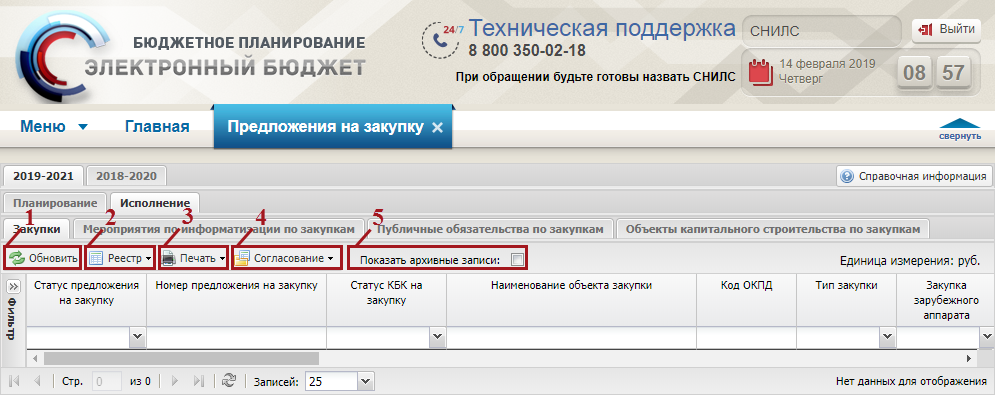 БЮДЖЕТНОЕ ПЛАНИРОВАНИЕ
ЭЛЕКТРОННЫЙ БЮДЖЕТ
24/7 Техническая поддержка
8 800 350-02-18
При обращении будьте готовы назвать СНИЛС
СНИЛС
Выйти
14 февраля 2019
Четверг
08 57
Меню Главная Предложения на закупку
свернуть
2019-2021 2018-2020
Справочная информация
Планирование Исполнение
1 2 3 4 5
Закупки Мероприятия по информатизации по закупкам Публичные обязательства по закупкам Объекты капитального строительства по закупкам
Обновить Реестр Печать Согласование Показать архивные записи: Единица измерения: руб.
Фильтр
Статус предложения на закупку
Номер предложения на закупку
Статус КБК на закупку
Наименование объекта закупки
Код ОКПД
Тип закупки
Закупка зарубежного аппарата
Стр. 0 из 0 Записей: 25 Нет данных для отображения